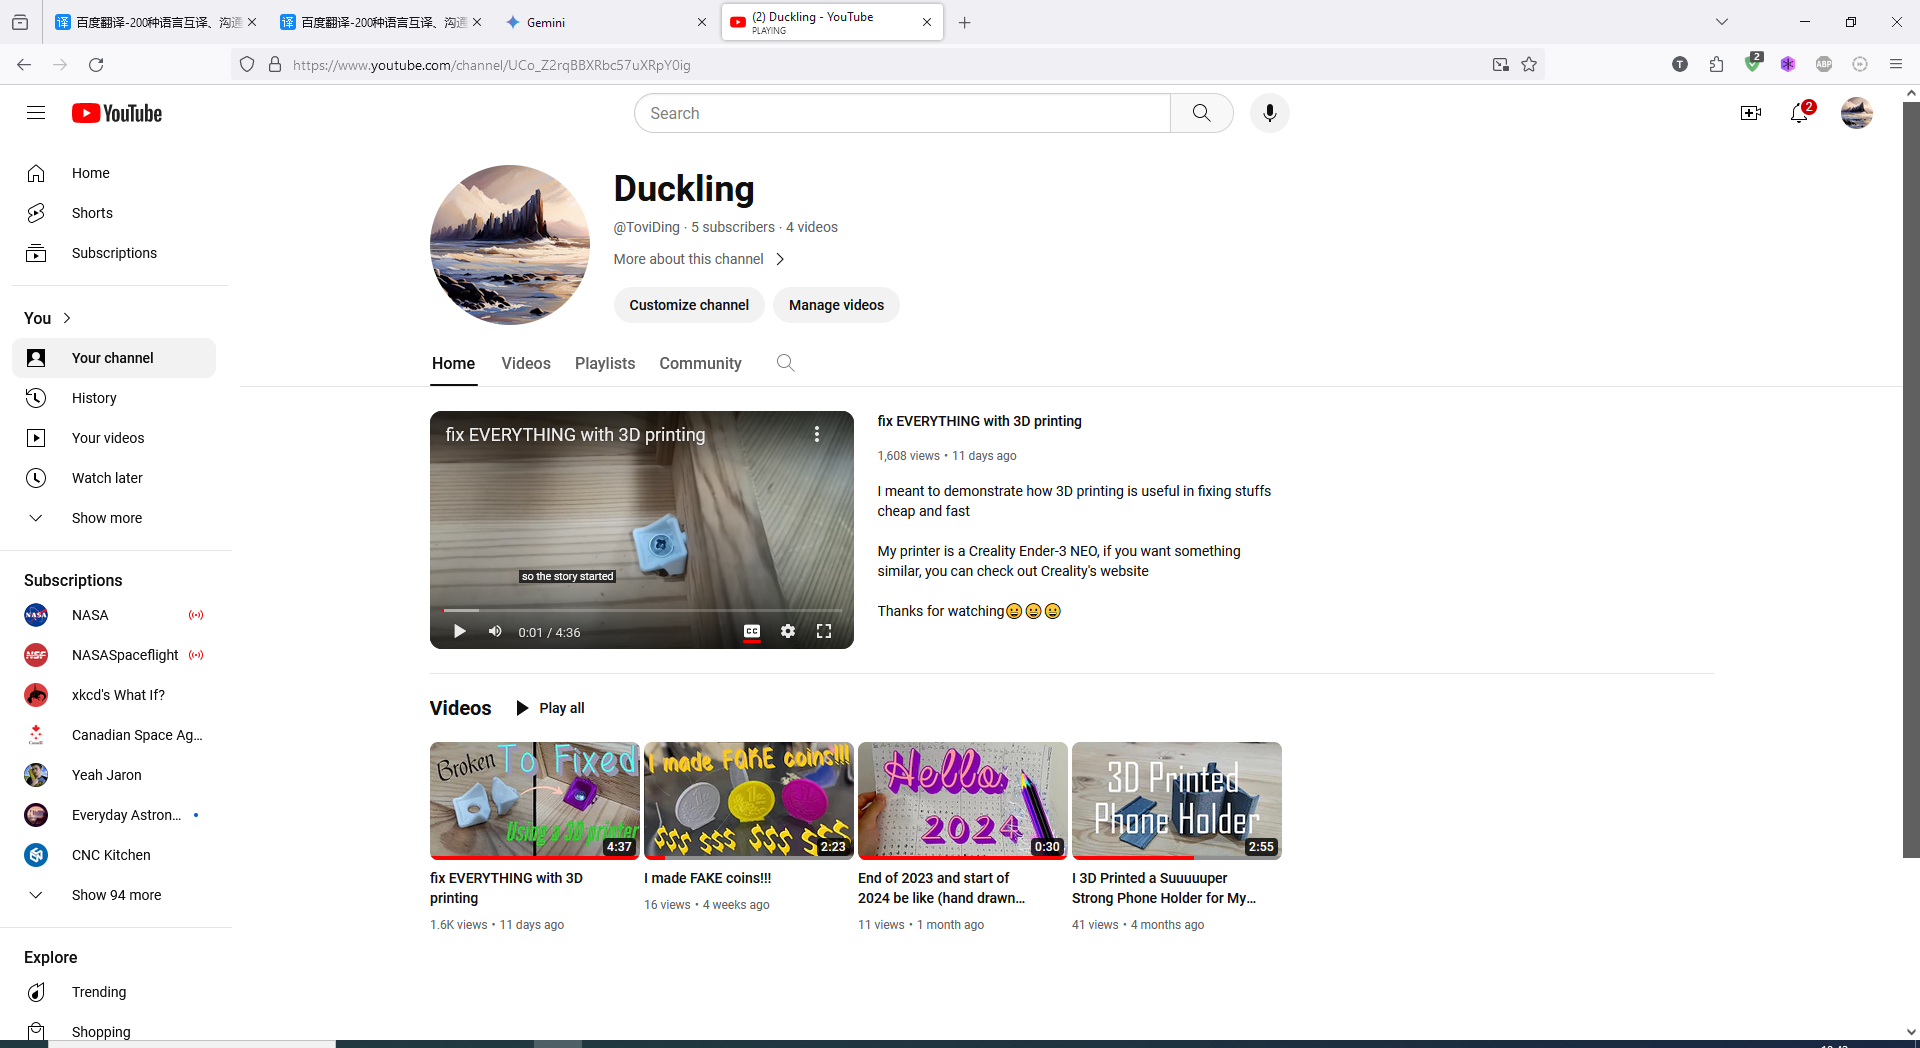 百度翻译-200种语言互译、沟通
百度翻译-200种语言互译、沟通
Gemini
(2) Duckling - YouTube
PLAYING
https://www.youtube.com/channel/UCo_Z2rqBBXRbc57uXRpY0ig
T
2
ABP
YouTube
Search
2
Home
Shorts
Subscriptions
You
Your channel
History
Your videos
Watch later
Show more
Subscriptions
NASA
NASASpaceflight
xkcd's What If?
Canadian Space Ag...
Yeah Jaron
Everyday Astron...
CNC Kitchen
Show 94 more
Explore
Trending
Shopping
Duckling
@ToviDing · 5 subscribers · 4 videos
More about this channel
Customize channel
Manage videos
Home
Videos
Playlists
Community
fix EVERYTHING with 3D printing
so the story started
0:01 / 4:36
CC
fix EVERYTHING with 3D printing
1,608 views • 11 days ago
I meant to demonstrate how 3D printing is useful in fixing stuffs
cheap and fast
My printer is a Creality Ender-3 NEO, if you want something
similar, you can check out Creality's website
Thanks for watching😀😀😀
Videos
Play all
Broken To Fixed
Using a 3D printer
4:37
fix EVERYTHING with 3D
printing
1.6K views • 11 days ago
I made FAKE coins!!!
$$$ $$$ $$$ $$$
2:23
I made FAKE coins!!!
16 views • 4 weeks ago
Hello,
2024
0:30
End of 2023 and start of
2024 be like (hand drawn...
11 views • 1 month ago
3D Printed
Phone Holder
2:55
I 3D Printed a Suuuuuper
Strong Phone Holder for My...
41 views • 4 months ago